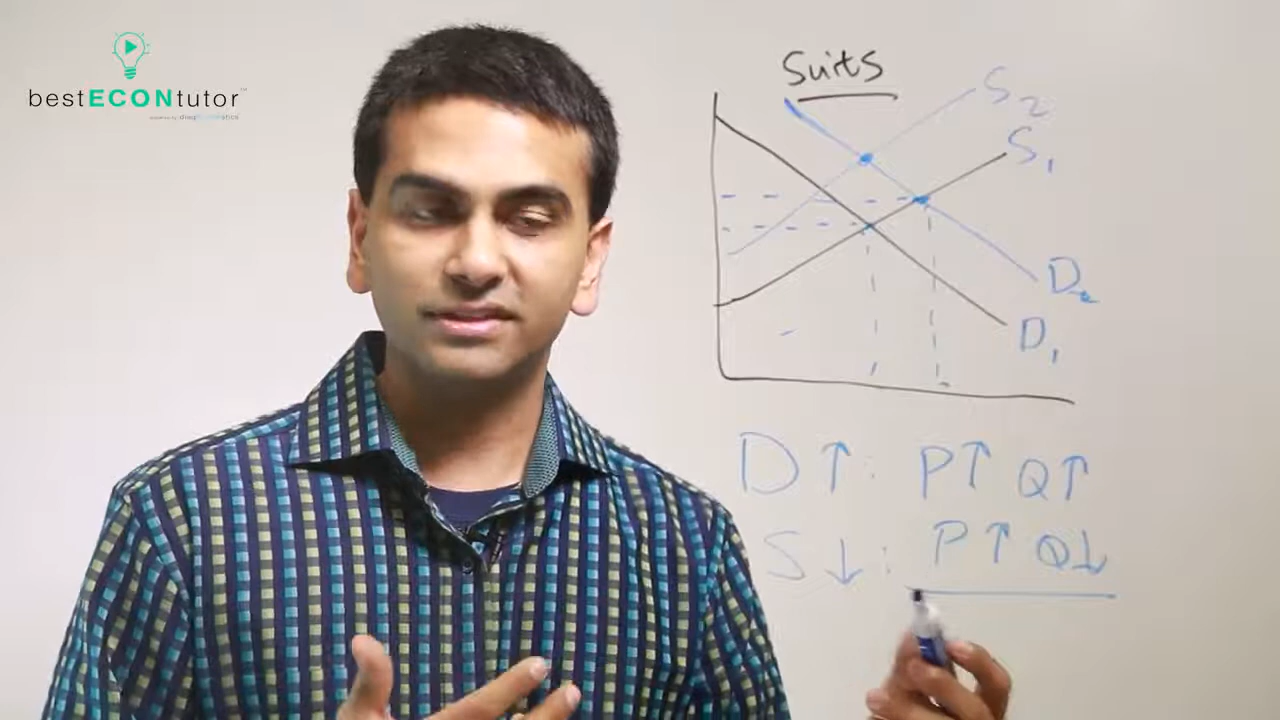 bestECONtutor
Suits
S2
S1
D2
D1
D↑: P↑ Q↑
S↓: P↑ Q↓